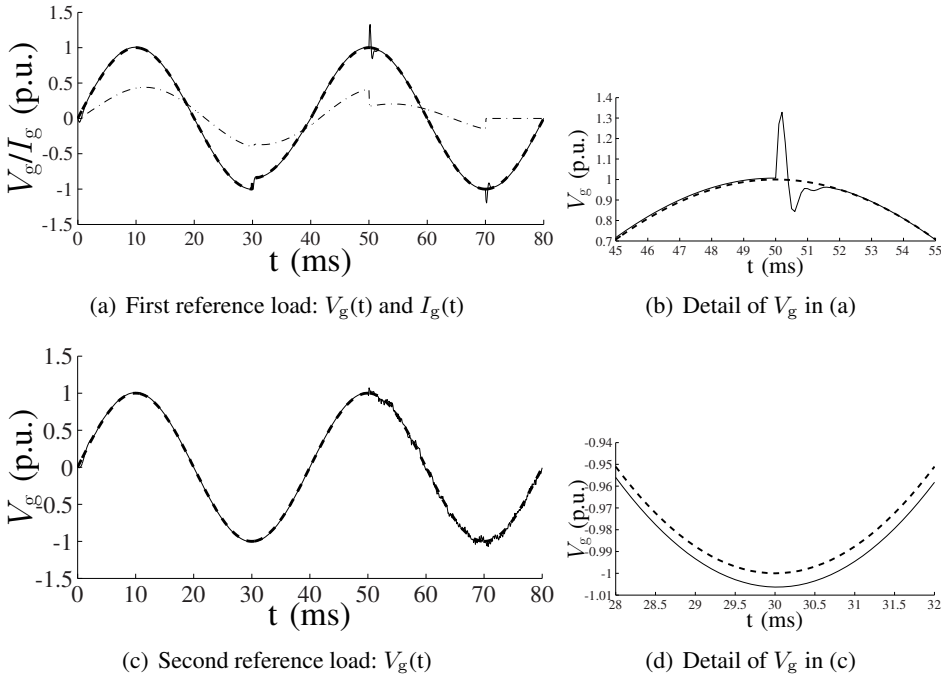 1.5
1
0.5
0
-0.5
-1
-1.5
0 10 20 30 40 50 60 70 80
Vg/Ig (p.u.)
t (ms)
(a) First reference load: Vg(t) and Ig(t)
1.4
1.3
1.2
1.1
1
0.9
0.8
0.7
45 46 47 48 49 50 51 52 53 54 55
Vg (p.u.)
t (ms)
(b) Detail of Vg in (a)
1.5
1
0.5
0
-0.5
-1
-1.5
0 10 20 30 40 50 60 70 80
Vg (p.u.)
t (ms)
(c) Second reference load: Vg(t)
-0.94
-0.95
-0.96
-0.97
-0.98
-0.99
-1
-1.01
28 28.5 29 29.5 30 30.5 31 31.5 32
Vg (p.u.)
t (ms)
(d) Detail of Vg in (c)